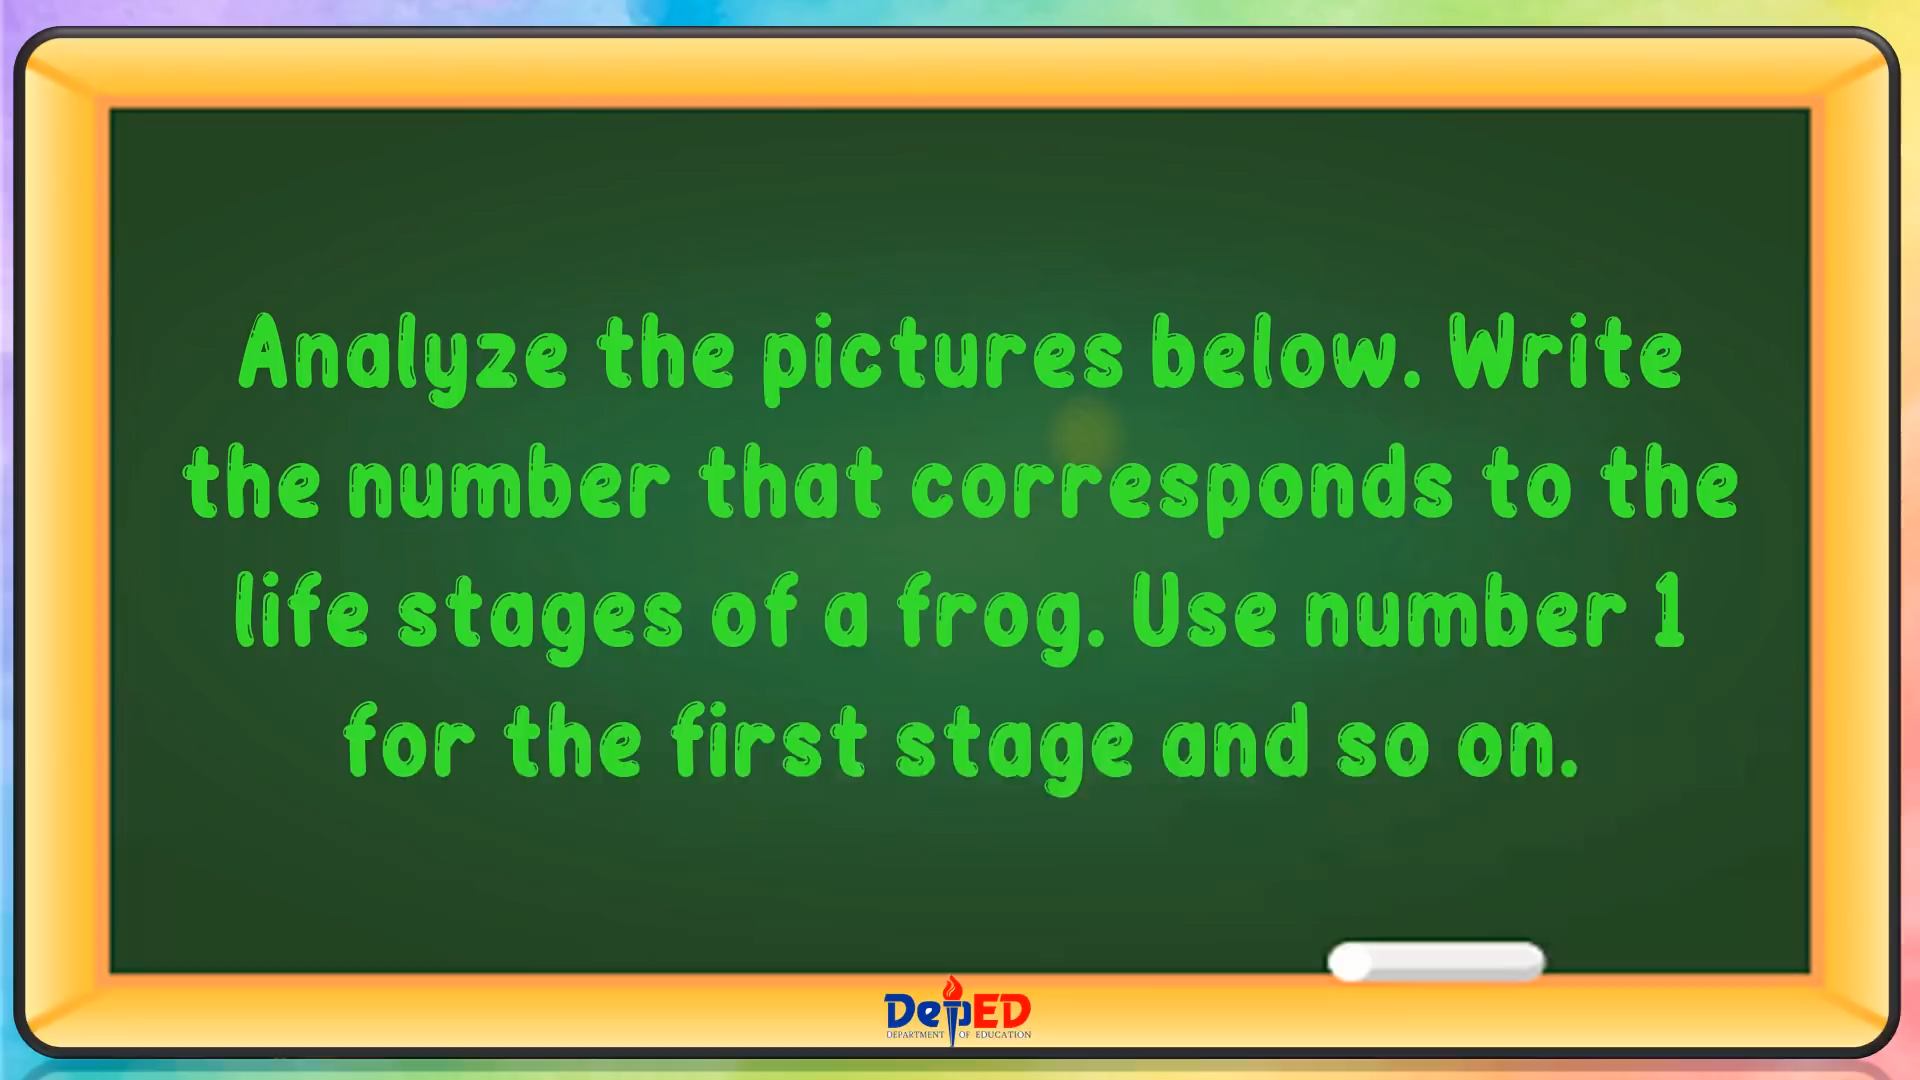 Analyze the pictures below. Write
the number that corresponds to the
life stages of a frog. Use number 1
for the first stage and so on.
DepED
DEPARTMENT OF EDUCATION